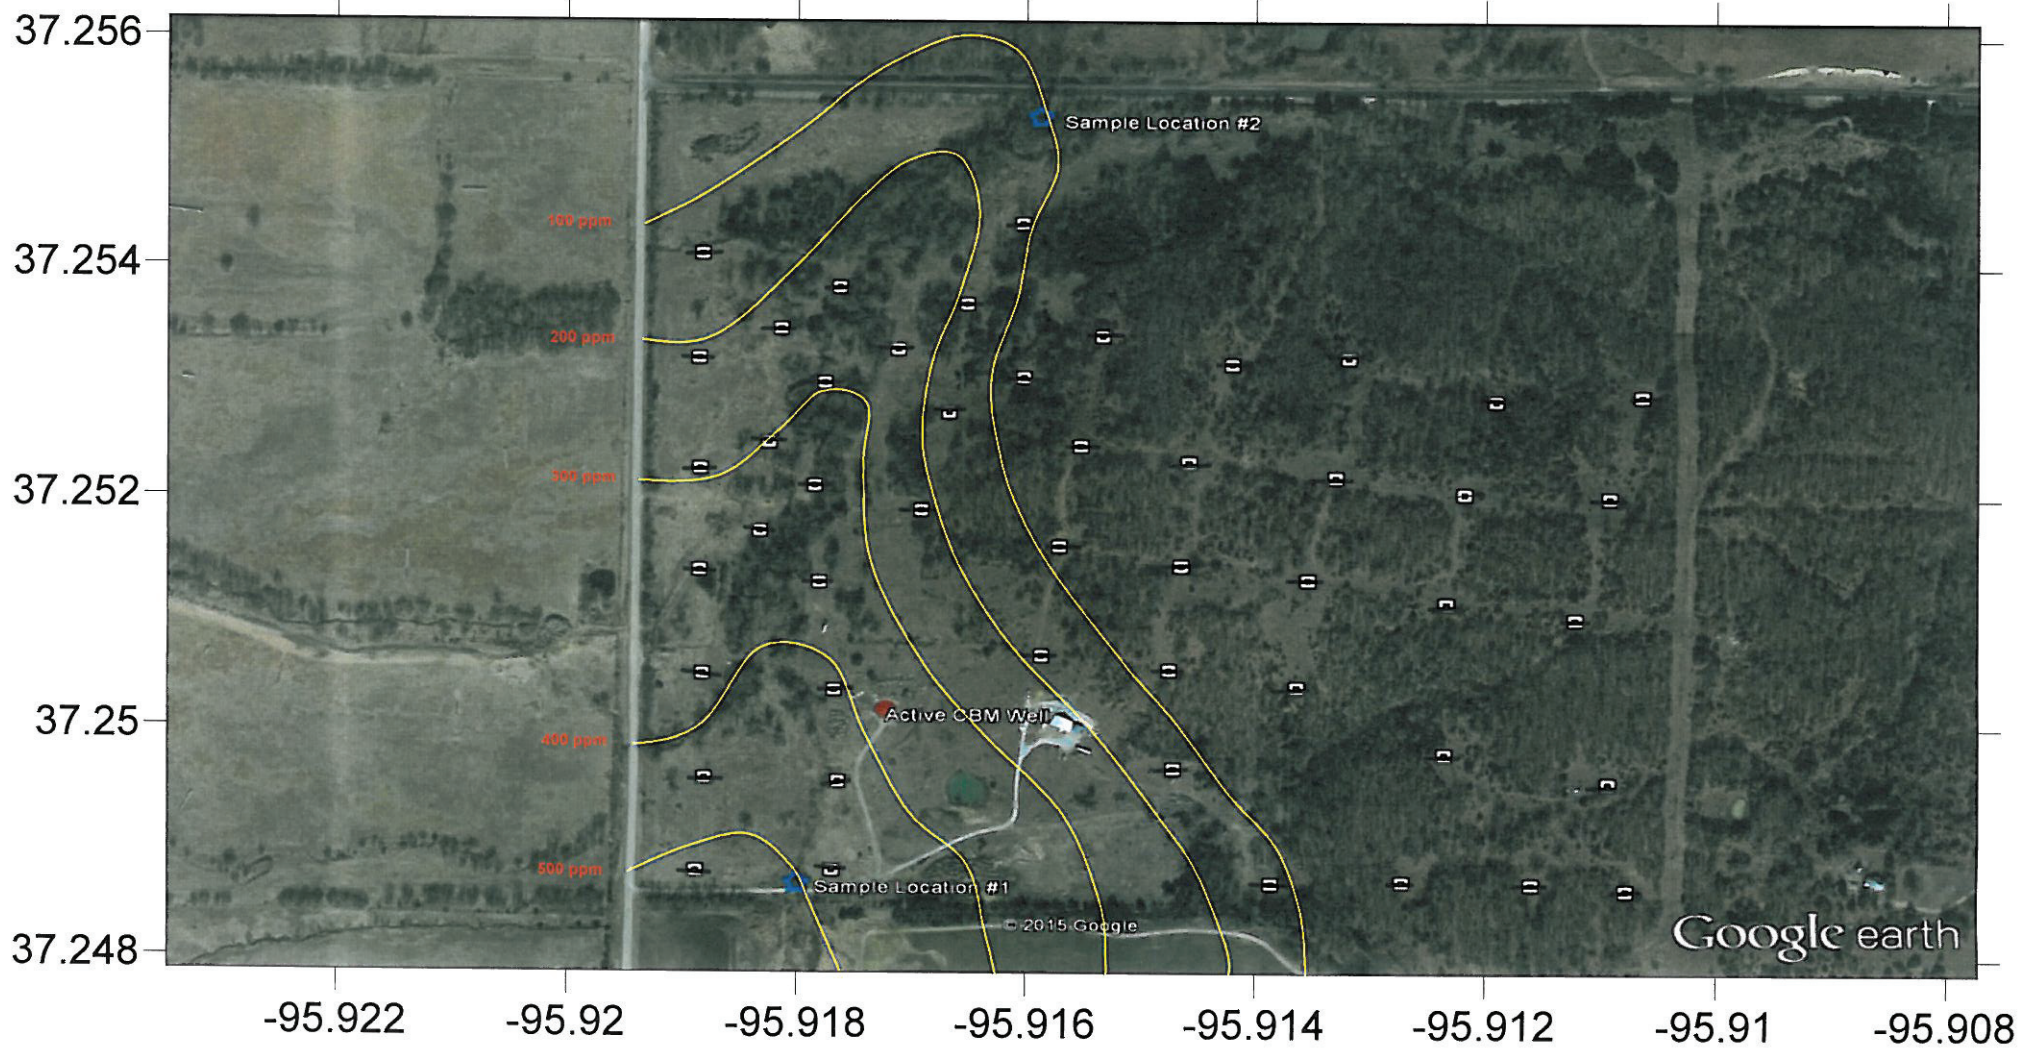 37.256
Sample Location #2
100 ppm
37.254
200 ppm
300 ppm
37.252
Active CBM Well
37.25
400 ppm
500 ppm
Sample Location #1
© 2015 Google
Google earth
37.248
-95.922
-95.92
-95.918
-95.916
-95.914
-95.912
-95.91
-95.908